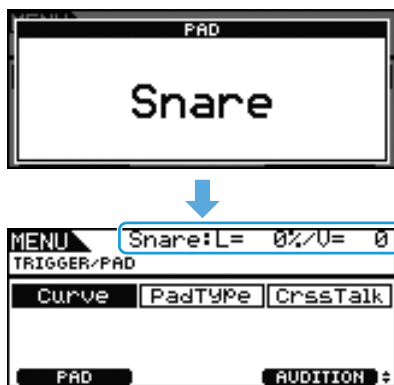 PAD
Snare
MENU Snare:L= 0%/V= 0
TRIGGER/PAD
Curve PadType CrssTalk
PAD AUDITION